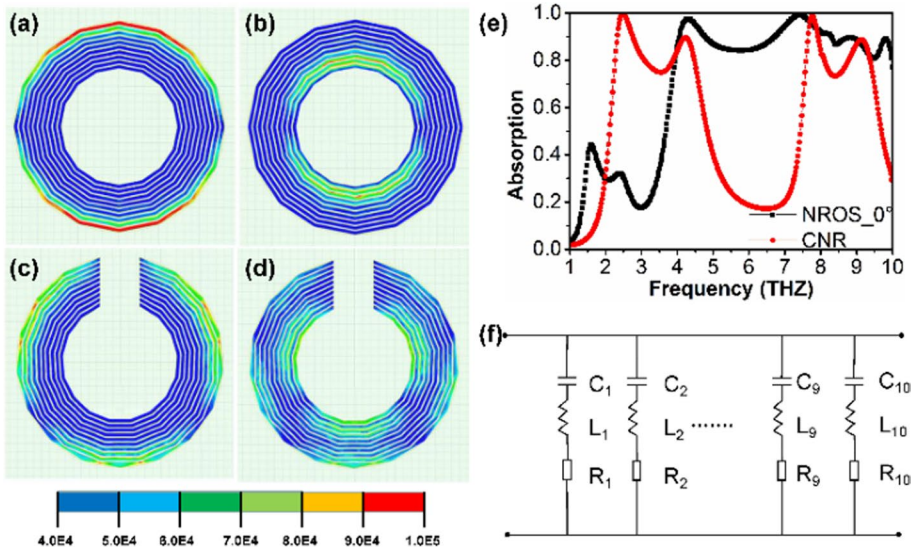 (a)
(b)
(c)
(d)
4.0E4 5.0E4 6.0E4 7.0E4 8.0E4 9.0E4 1.0E5
(e)
Absorption
1.0
0.8
0.6
0.4
0.2
0.0
NROS_0°
CNR
1 2 3 4 5 6 7 8 9 10
Frequency (THZ)
(f)
C₁ C₂ C₉ C₁₀
L₁ L₂ ······· L₉ L₁₀
R₁ R₂ R₉ R₁₀